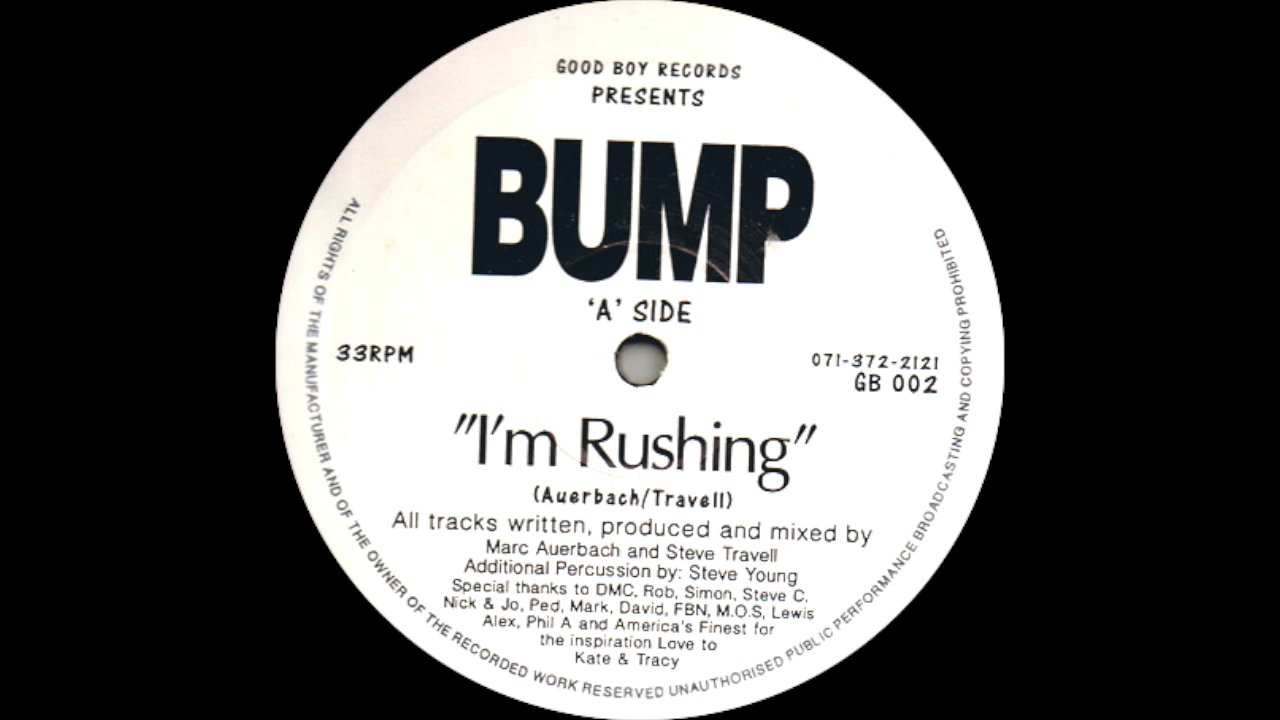 GOOD BOY RECORDS
PRESENTS
BUMP
'A' SIDE
33RPM
071-372-2121
GB 002
"I'm Rushing"
(Auerbach/Travell)
All tracks written, produced and mixed by
Marc Auerbach and Steve Travell
Additional Percussion by: Steve Young
Special thanks to DMC, Rob, Simon, Steve C.
Nick & Jo, Ped, Mark, David, FBN, M.O.S, Lewis
Alex, Phil A and America's Finest for
the inspiration Love to
Kate & Tracy
ALL RIGHTS OF THE MANUFACTURER AND OF THE OWNER OF THE RECORDED WORK RESERVED UNAUTHORISED PUBLIC PERFORMANCE BROADCASTING AND COPYING PROHIBITED